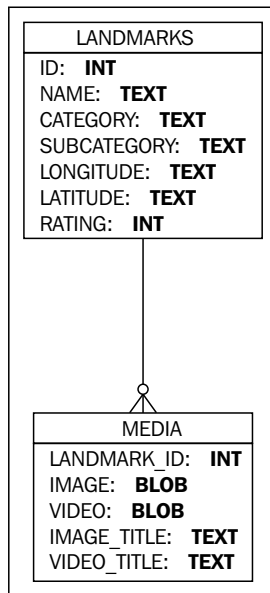 LANDMARKS
ID: INT
NAME: TEXT
CATEGORY: TEXT
SUBCATEGORY: TEXT
LONGITUDE: TEXT
LATITUDE: TEXT
RATING: INT
MEDIA
LANDMARK_ID: INT
IMAGE: BLOB
VIDEO: BLOB
IMAGE_TITLE: TEXT
VIDEO_TITLE: TEXT